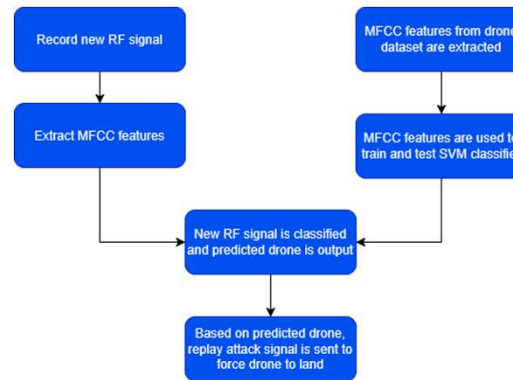 Record new RF signal
MFCC features from drone
dataset are extracted
Extract MFCC features
MFCC features are used to
train and test SVM classifie
New RF signal is classified
and predicted drone is output
Based on predicted drone,
replay attack signal is sent to
force drone to land